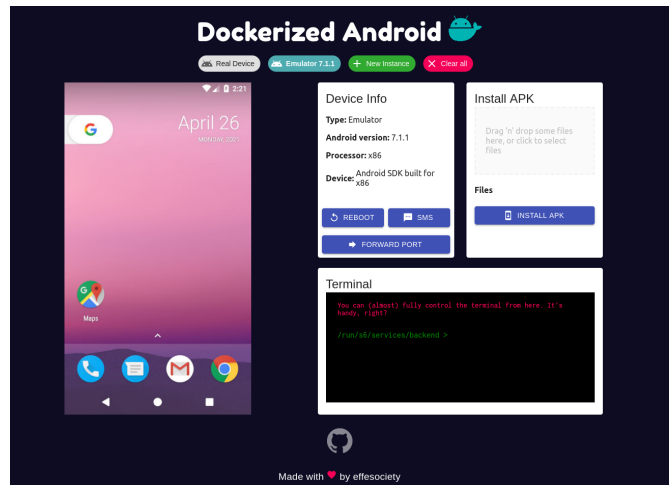 Dockerized Android
Real Device
Emulator 7.1.1
New Instance
Clear all
2:21
G
April 26
MONDAY, 2021
G
Maps
M
Device Info
Type: Emulator
Android version: 7.1.1
Processor: x86
Device: Android SDK built for
x86
REBOOT
SMS
FORWARD PORT
Install APK
Drag 'n' drop some files
here, or click to select
files
Files
INSTALL APK
Terminal
You can (almost) fully control the terminal from here. It's
handy, right?
/run/s6/services/backend >
Made with ♥ by effesociety